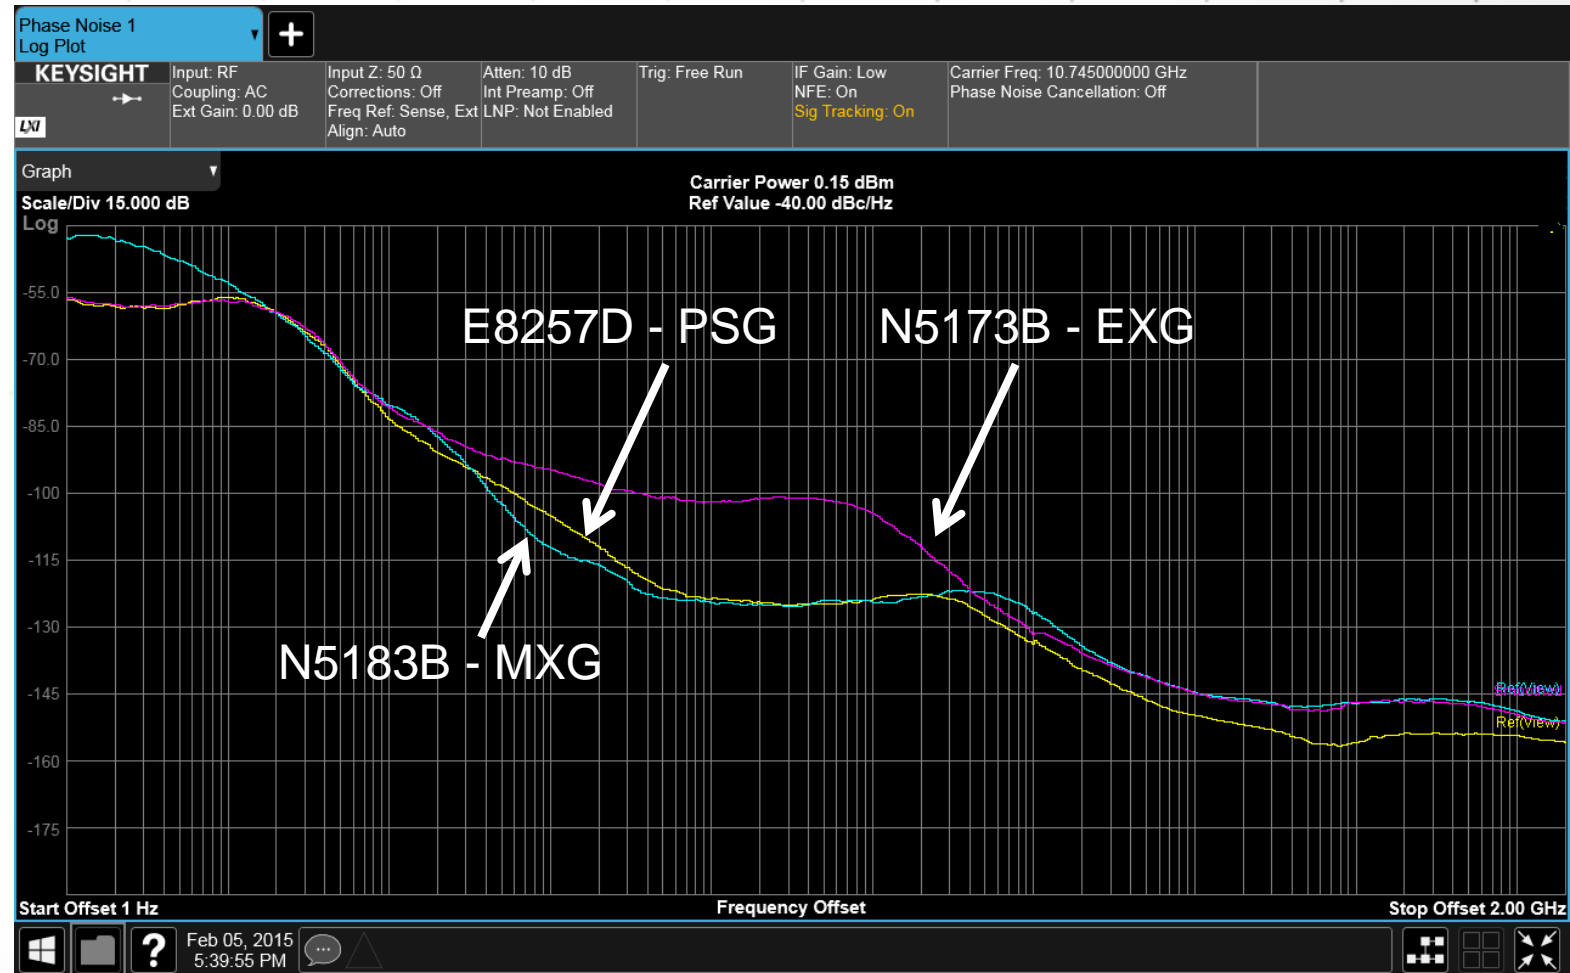 Phase Noise 1
Log Plot
KEYSIGHT
LXI
Input: RF
Coupling: AC
Ext Gain: 0.00 dB
Input Z: 50 Ω
Corrections: Off
Freq Ref: Sense, Ext
Align: Auto
Atten: 10 dB
Int Preamp: Off
LNP: Not Enabled
Trig: Free Run
IF Gain: Low
NFE: On
Sig Tracking: On
Carrier Freq: 10.745000000 GHz
Phase Noise Cancellation: Off
Graph
Scale/Div 15.000 dB
Carrier Power 0.15 dBm
Ref Value -40.00 dBc/Hz
Log
-55.0
-70.0
-85.0
-100
-115
-130
-145
-160
-175
E8257D - PSG
N5173B - EXG
N5183B - MXG
Ref(View)
Ref(View)
Start Offset 1 Hz
Frequency Offset
Stop Offset 2.00 GHz
?
Feb 05, 2015
5:39:55 PM